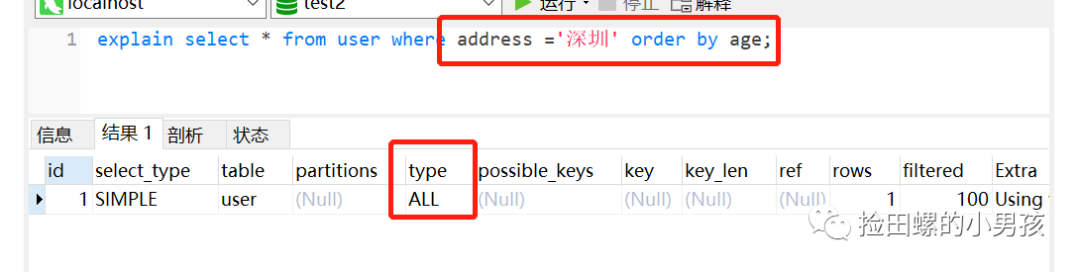 localhost test2 运行 停止 解释
1 explain select * from user where address ='深圳' order by age;
信息 结果 1 剖析 状态
id select_type table partitions type possible_keys key key_len ref rows filtered Extra
1 SIMPLE user (Null) ALL (Null) (Null) (Null) (Null) 1 100 Using
捡田螺的小男孩